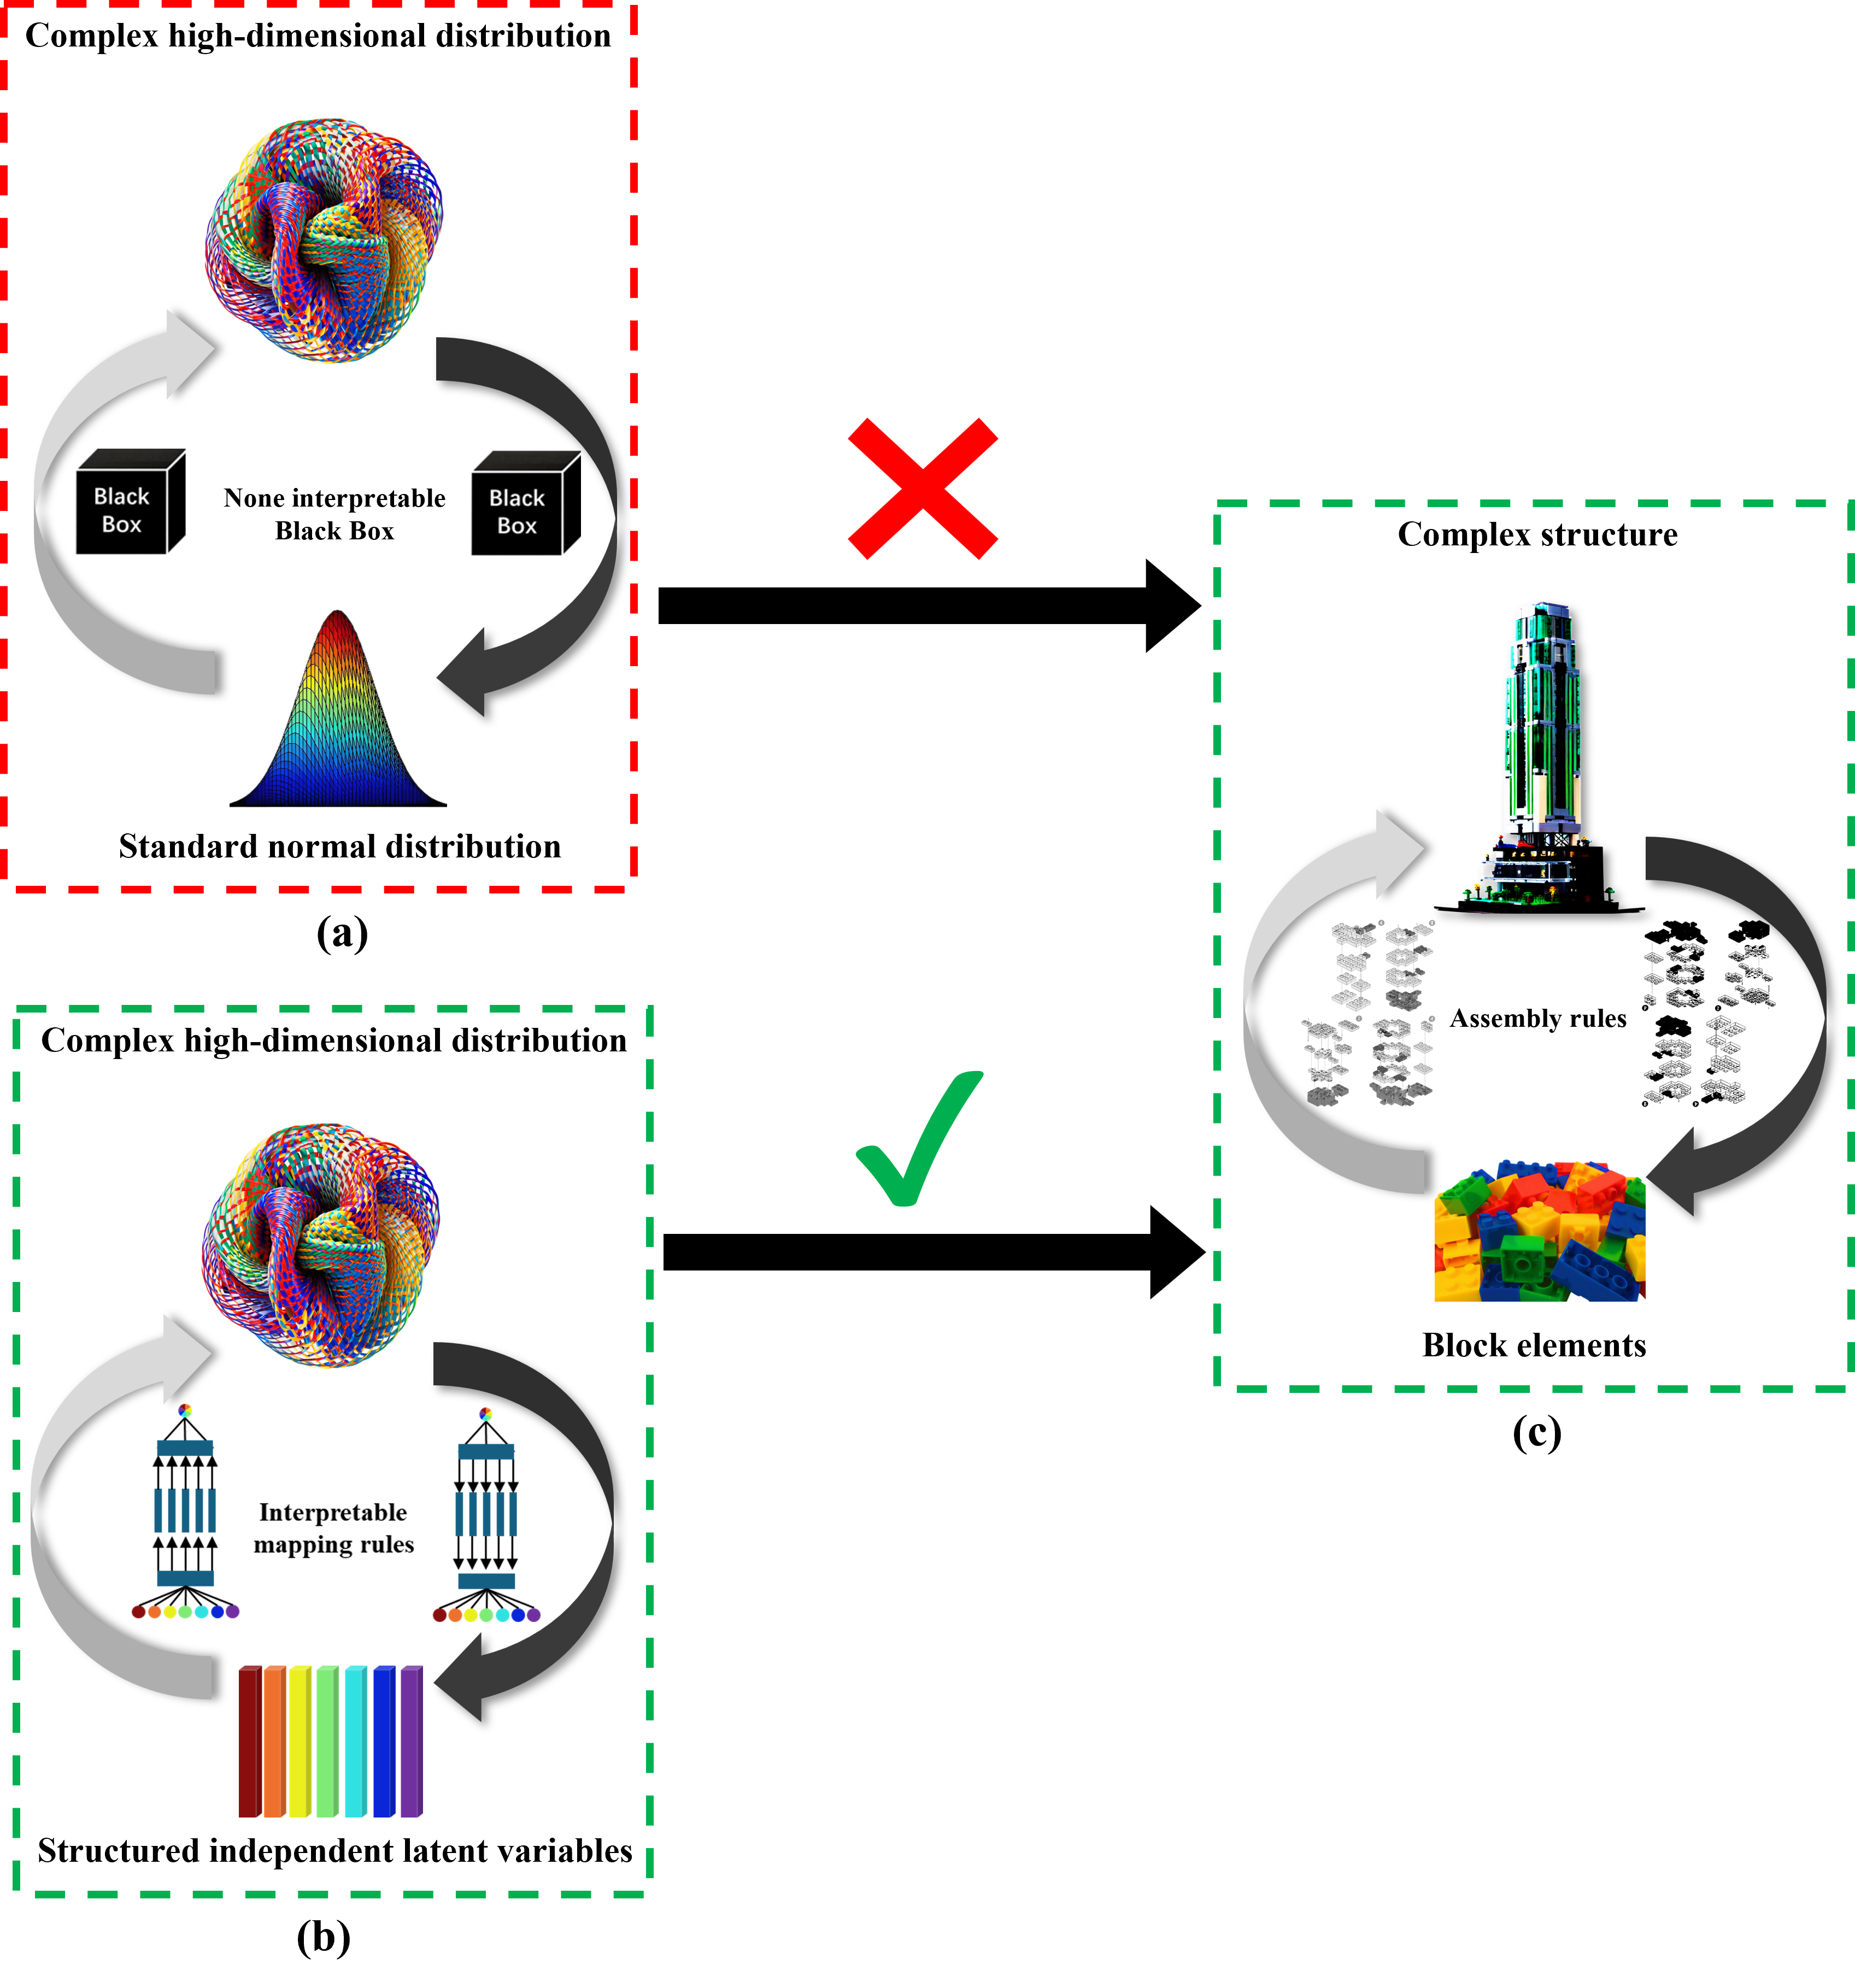 Complex high-dimensional distribution
Black
Box
None interpretable
Black Box
Black
Box
Standard normal distribution
(a)
Complex high-dimensional distribution
Interpretable
mapping rules
Structured independent latent variables
(b)
Complex structure
Assembly rules
Block elements
(c)